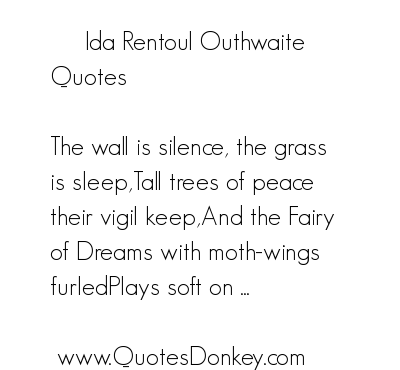 Ida Rentoul Outhwaite
Quotes
The wall is silence, the grass
is sleep,Tall trees of peace
their vigil keep,And the Fairy
of Dreams with moth-wings
furledPlays soft on ...
www.QuotesDonkey.com